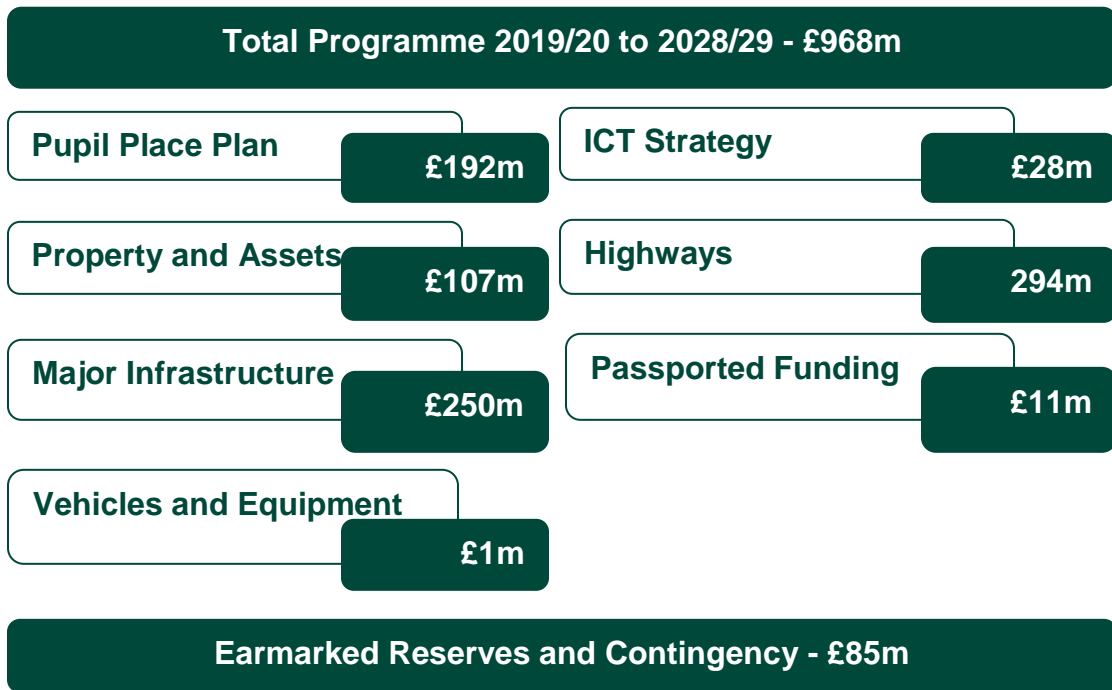 Total Programme 2019/20 to 2028/29 - £968m
Pupil Place Plan
£192m
ICT Strategy
£28m
Property and Assets
£107m
Highways
294m
Major Infrastructure
£250m
Passported Funding
£11m
Vehicles and Equipment
£1m
Earmarked Reserves and Contingency - £85m